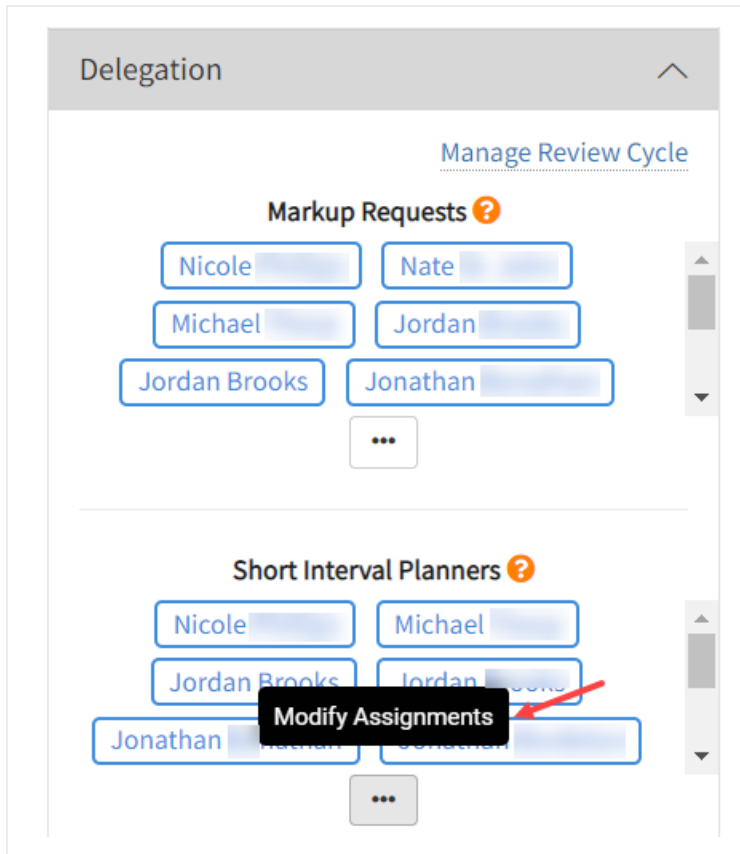 Delegation
Manage Review Cycle
Markup Requests ?
Nicole Nate
Michael Jordan
Jordan Brooks Jonathan
•••
Short Interval Planners ?
Nicole Michael
Jordan Brooks Jordan
Modify Assignments
Jonathan Jonathan
•••